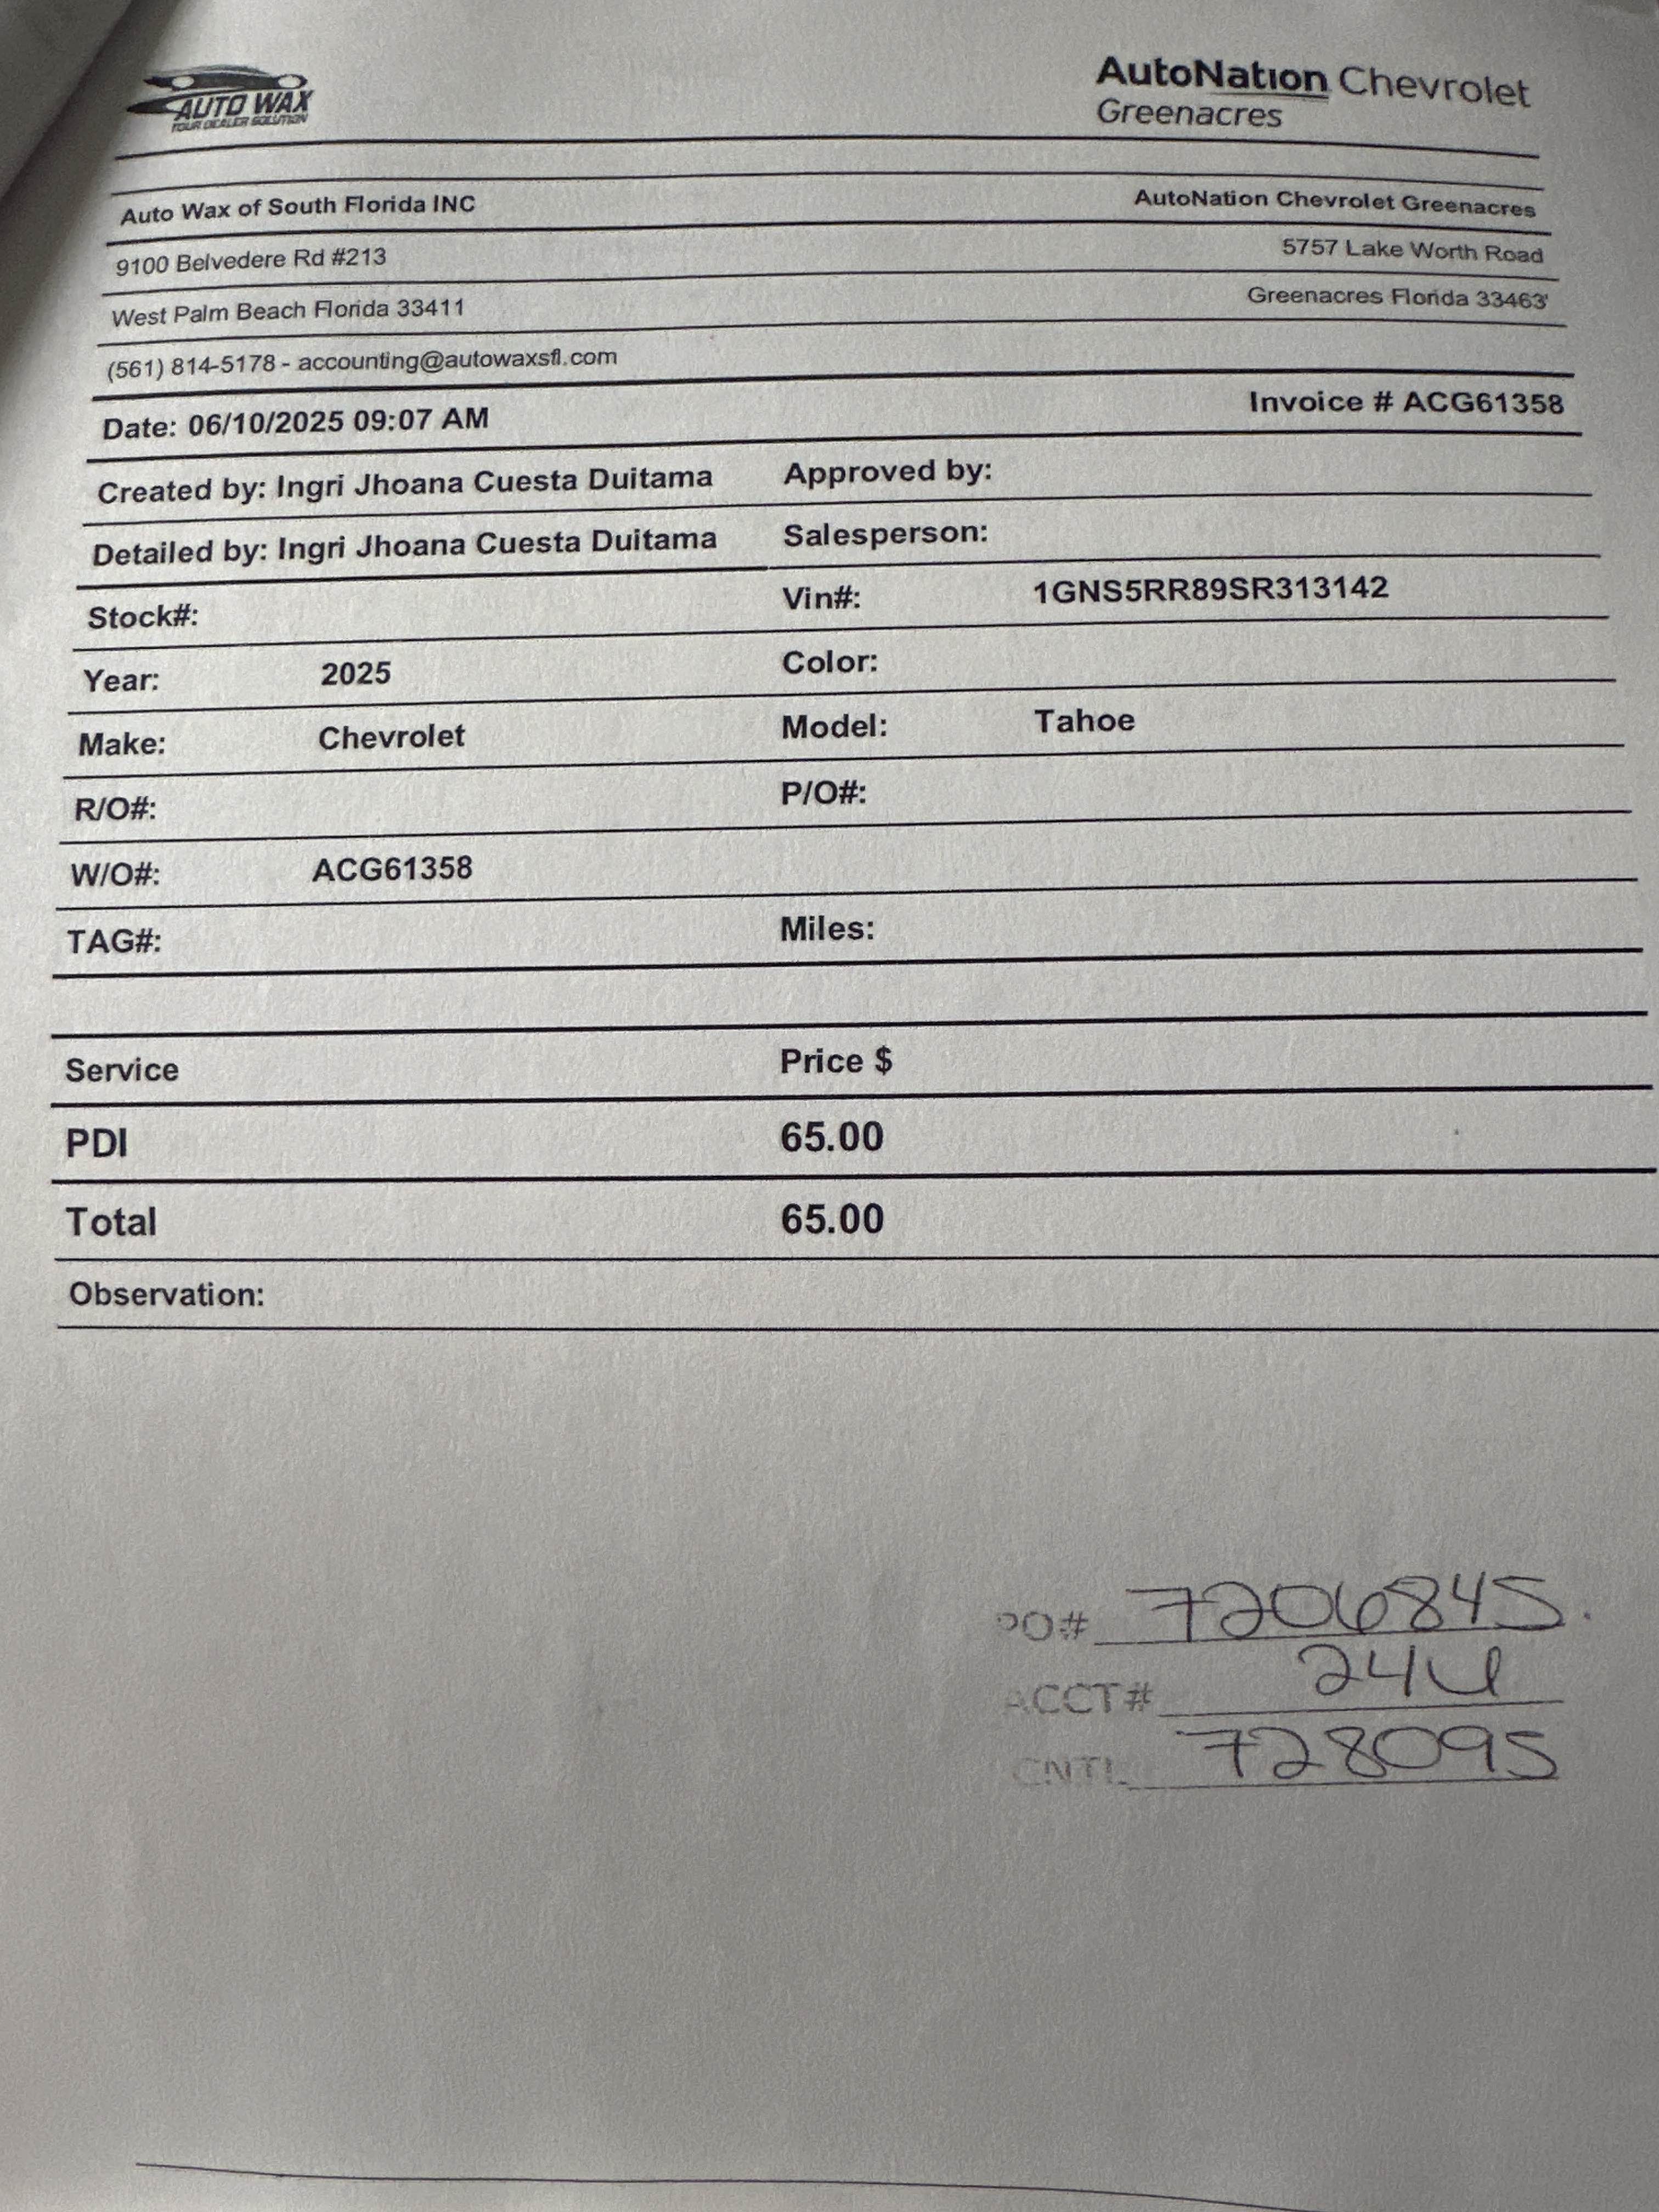 AUTO WAX
YOUR DEALER SOLUTION
AutoNation Chevrolet
Greenacres
Auto Wax of South Florida INC
AutoNation Chevrolet Greenacres
9100 Belvedere Rd #213
5757 Lake Worth Road
West Palm Beach Florida 33411
Greenacres Florida 33463
(561) 814-5178 - accounting@autowaxsfl.com
Date: 06/10/2025 09:07 AM
Invoice # ACG61358
Created by: Ingri Jhoana Cuesta Duitama Approved by:
Detailed by: Ingri Jhoana Cuesta Duitama Salesperson:
Stock#: Vin#: 1GNS5RR89SR313142
Year: 2025 Color:
Make: Chevrolet Model: Tahoe
R/O#: P/O#:
W/O#: ACG61358
TAG#: Miles:
Service Price $
PDI 65.00
Total 65.00
Observation:
PO# 7206845.
ACCT#
CNTL 728095